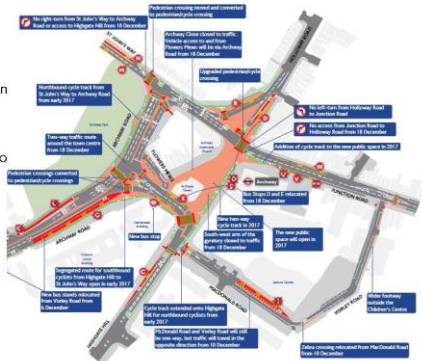 Pedestrian crossing moved and converted
to pedestrian/cycle crossing
No right-turn from St John's Way to Archway
Road or access to Highgate Hill from 18 December
ST JOHN'S WAY
Archway Close closed to traffic.
Vehicle access to and from
Flowers Mews will be via Archway
Road from 18 December
HOLLOWAY ROAD
Upgraded pedestrian/cycle
crossing
Northbound cycle track from
St John's Way to Archway Road
from early 2017
No left-turn from Holloway Road
to Junction Road
No access from Junction Road to
Holloway Road from 18 December
ARCHWAY ROAD
Two-way traffic route
around the town centre
from 18 December
Addition of cycle track to the new public space in 2017
Pedestrian crossings converted
to pedestrian/cycle crossings
Archway
Bus Stops D and E relocated
from 18 December
JUNCTION ROAD
New two-way
cycle track in 2017
New bus stop
South-west arm of the
gyratory closed to traffic
from 18 December
The new public
space will open in
2017
ARCHWAY ROAD
Segregated route for southbound
cyclists from Highgate Hill to
St John's Way open in early 2017
New bus stands relocated
from Vorley Road from
6 December
MACDONALD ROAD
VORLEY ROAD
Wider footway
outside the
Children's Centre
Cycle track extended onto Highgate
Hill for northbound cyclists from
early 2017
HIGHGATE HILL
McDonald Road and Vorley Road will still
be one-way, but traffic will travel in the
opposite direction from 10 December
Zebra crossing relocated from MacDonald Road
from 10 December